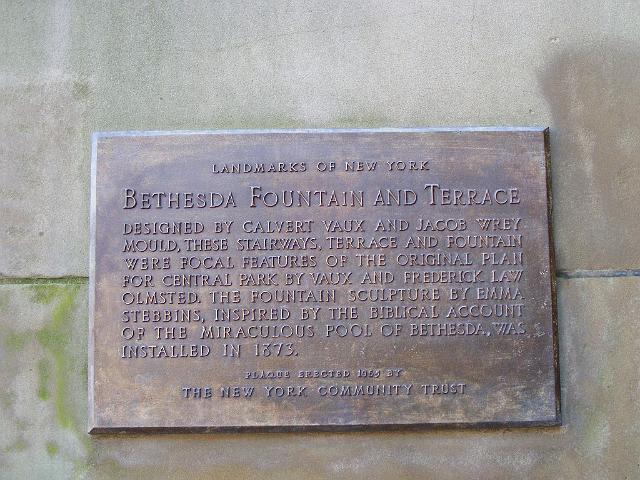 LANDMARKS OF NEW YORK
BETHESDA FOUNTAIN AND TERRACE
DESIGNED BY CALVERT VAUX AND JACOB WREY
MOULD, THESE STAIRWAYS, TERRACE AND FOUNTAIN
WERE FOCAL FEATURES OF THE ORIGINAL PLAN
FOR CENTRAL PARK BY VAUX AND FREDERICK LAW
OLMSTED. THE FOUNTAIN SCULPTURE BY EMMA
STEBBINS, INSPIRED BY THE BIBLICAL ACCOUNT
OF THE MIRACULOUS POOL OF BETHESDA, WAS
INSTALLED IN 1873.
PLAQUE ERECTED 1965 BY
THE NEW YORK COMMUNITY TRUST